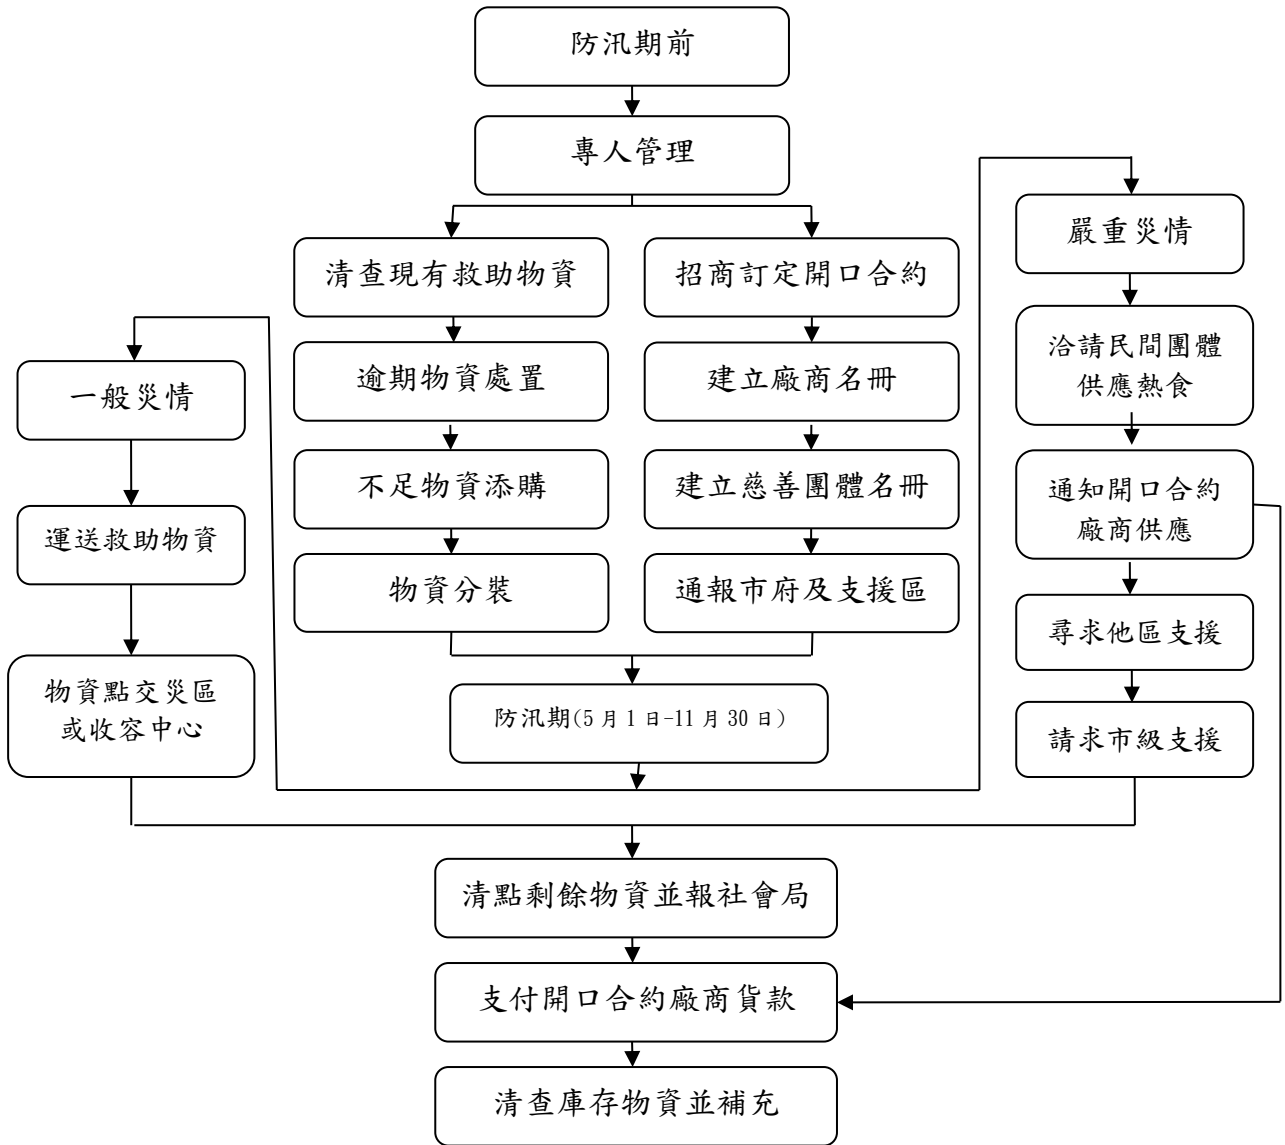 防汛期前
專人管理
清查現有救助物資
逾期物資處置
不足物資添購
物資分裝
招商訂定開口合約
建立廠商名冊
建立慈善團體名冊
通報市府及支援區
防汛期(5月1日-11月30日)
一般災情
運送救助物資
物資點交災區
或收容中心
嚴重災情
洽請民間團體
供應熱食
通知開口合約
廠商供應
尋求他區支援
請求市級支援
清點剩餘物資並報社會局
支付開口合約廠商貨款
清查庫存物資並補充